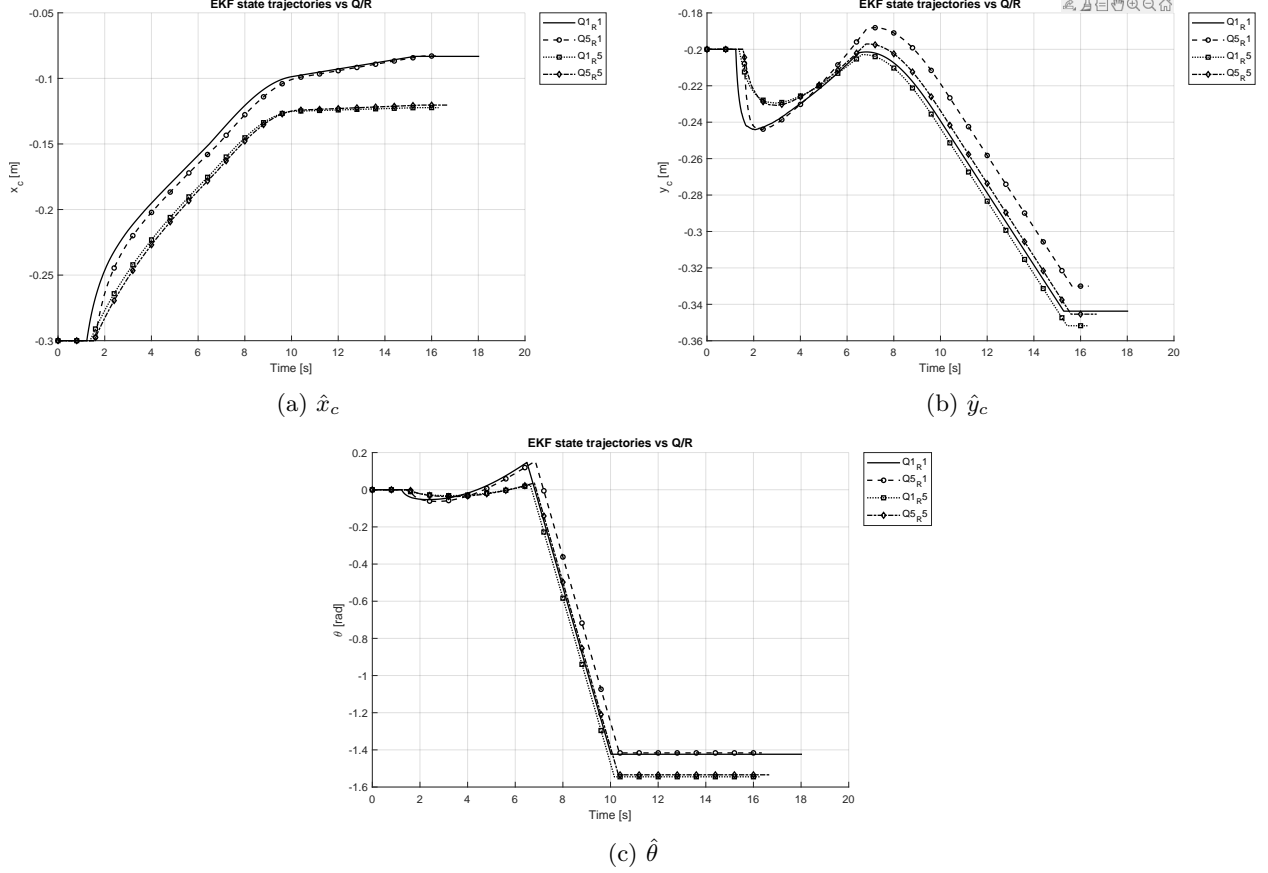 EKF state trajectories vs Q/R
-0.05
-0.1
-0.15
-0.2
-0.25
-0.3
x_c [m]
0 2 4 6 8 10 12 14 16 18 20
Time [s]
Q1_R1
Q5_R1
Q1_R5
Q5_R5
(a) x̂_c
EKF state trajectories vs Q/R
-0.18
-0.2
-0.22
-0.24
-0.26
-0.28
-0.3
-0.32
-0.34
-0.36
y_c [m]
0 2 4 6 8 10 12 14 16 18 20
Time [s]
Q1_R1
Q5_R1
Q1_R5
Q5_R5
(b) ŷ_c
EKF state trajectories vs Q/R
0.2
0
-0.2
-0.4
-0.6
-0.8
-1
-1.2
-1.4
-1.6
θ [rad]
0 2 4 6 8 10 12 14 16 18 20
Time [s]
Q1_R1
Q5_R1
Q1_R5
Q5_R5
(c) θ̂